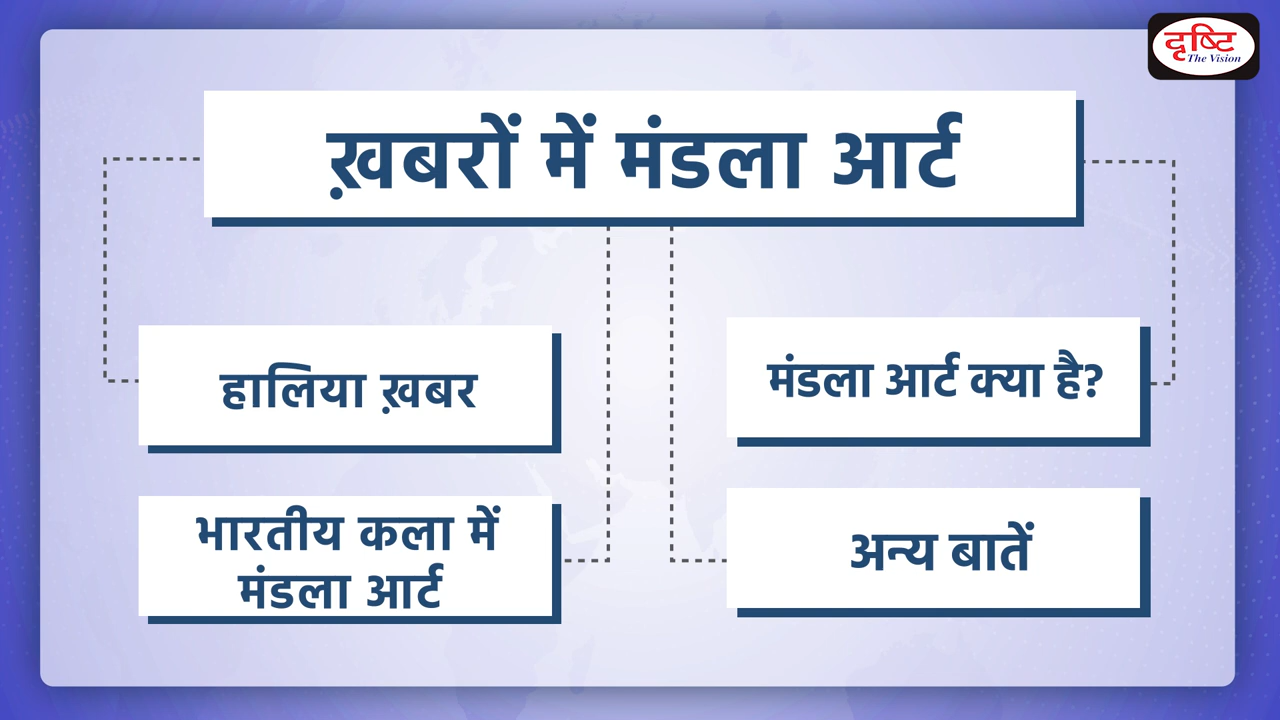 दृष्टि
The Vision
ख़बरों में मंडला आर्ट
हालिया ख़बर
मंडला आर्ट क्या है?
भारतीय कला में
मंडला आर्ट
अन्य बातें